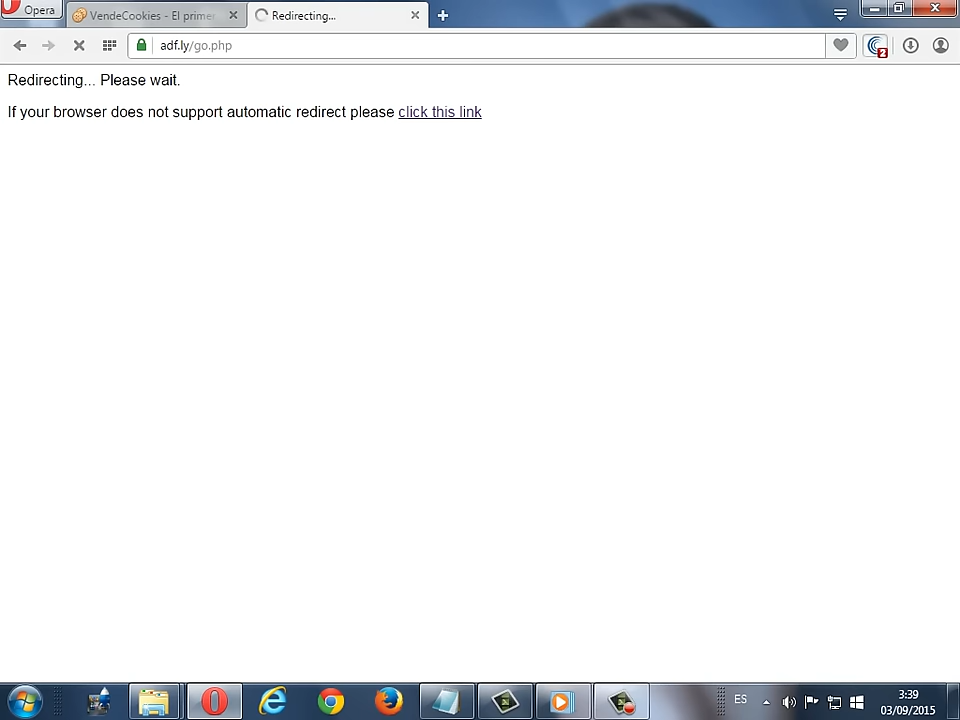 Opera
VendeCookies - El primer
Redirecting...
adf.ly/go.php
2
Redirecting... Please wait.
If your browser does not support automatic redirect please click this link
ES
3:39
03/09/2015